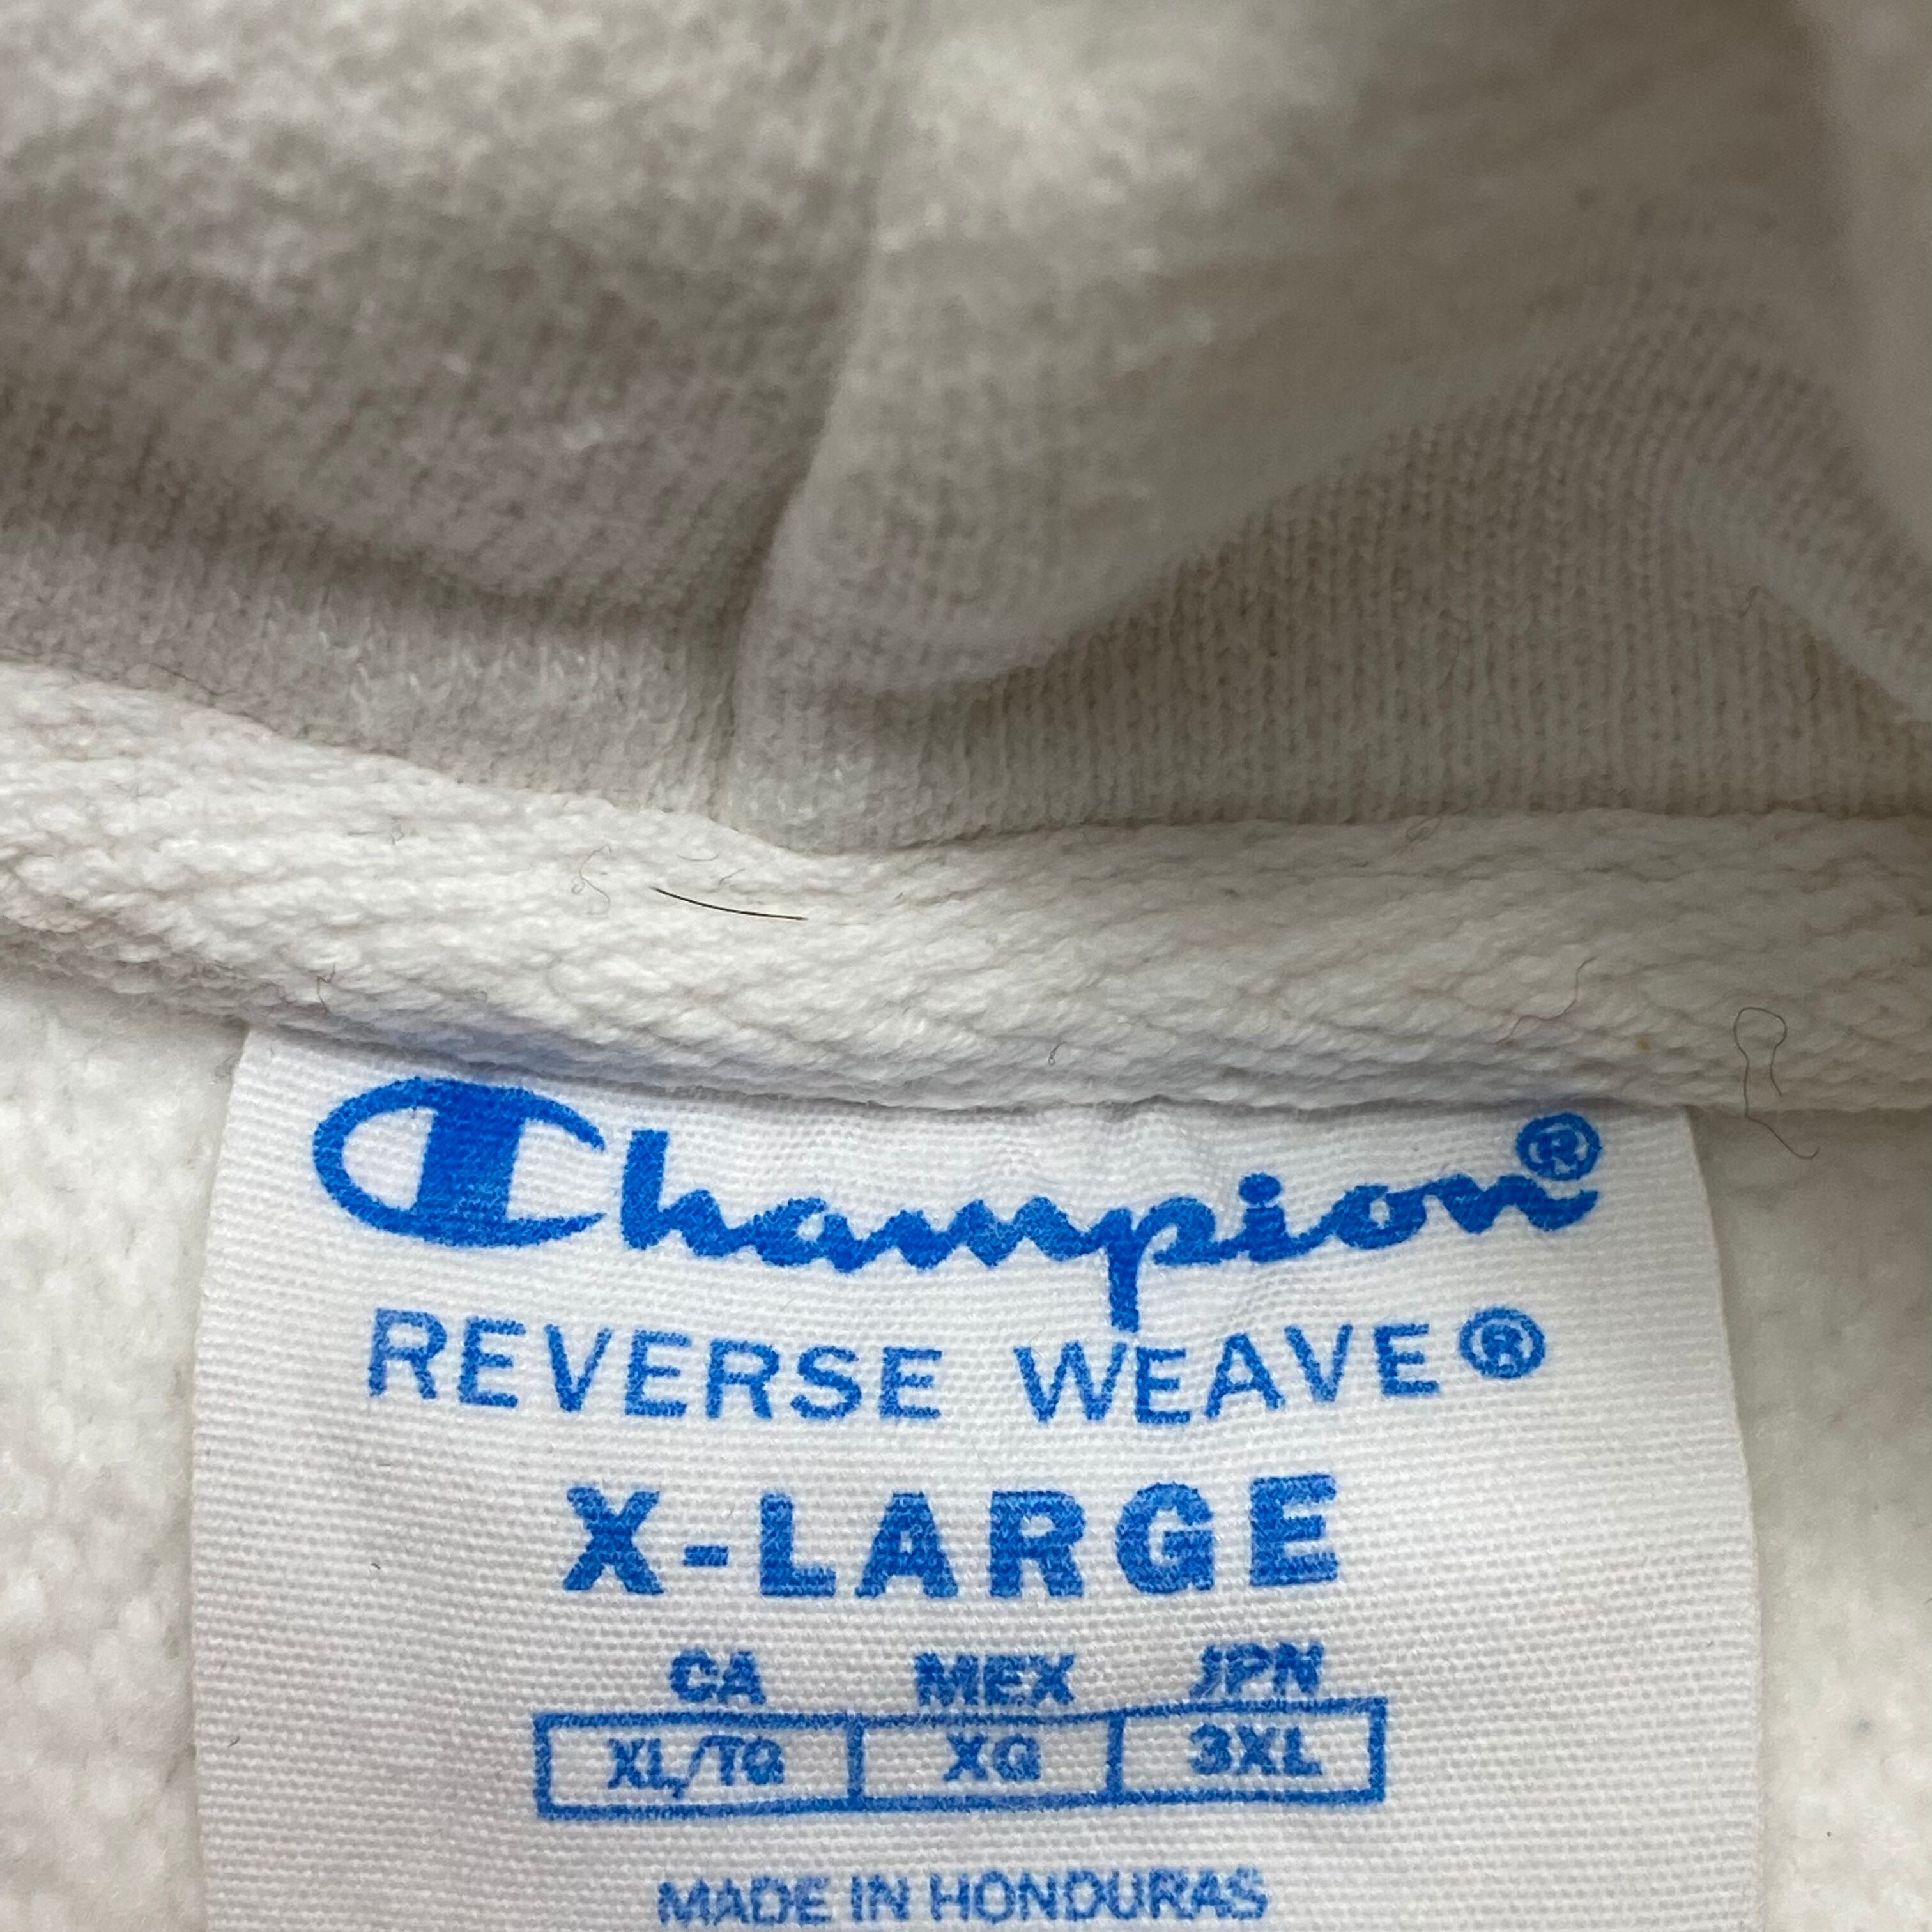 Champion®
REVERSE WEAVE®
X-LARGE
CA MEX JPN
XL/TG XG 3XL
MADE IN HONDURAS